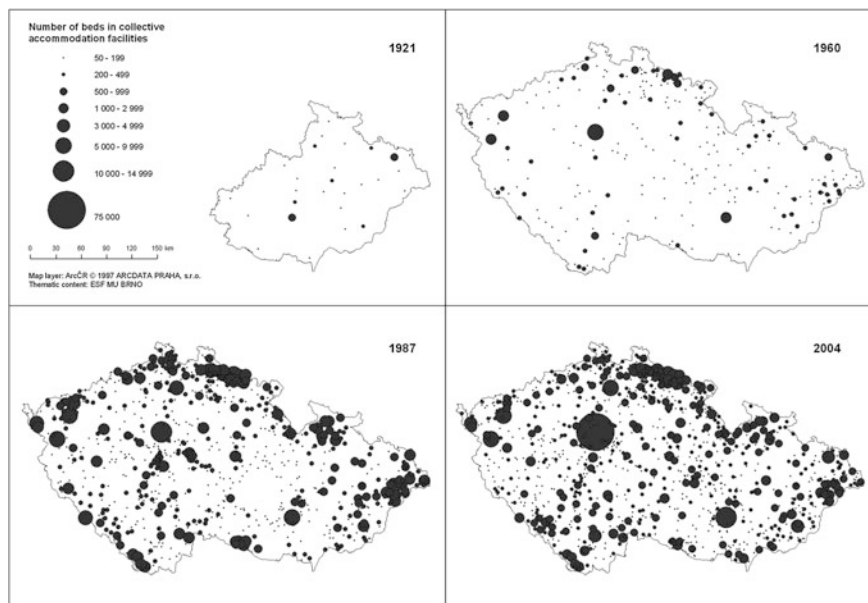 Number of beds in collective
accommodation facilities
50 - 199
200 - 499
500 - 999
1 000 - 2 999
3 000 - 4 999
5 000 - 9 999
10 000 - 14 999
75 000
0 30 60 90 120 150 km
Map layer: ArcČR © 1997 ARCDATA PRAHA, s.r.o.
Thematic content: ESF MU BRNO
1921
1960
1987
2004